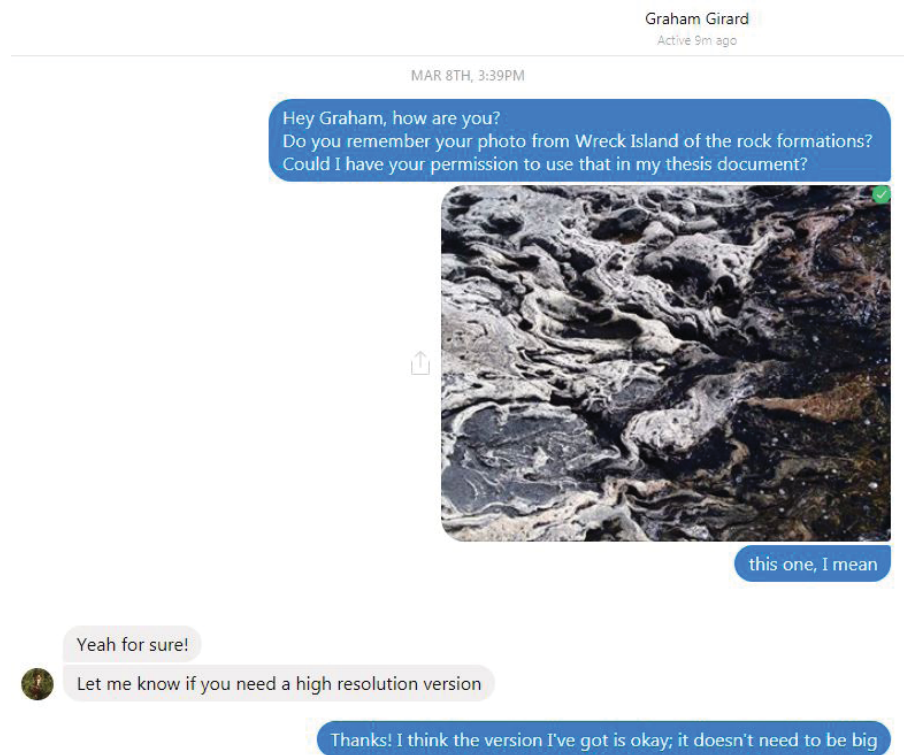 Graham Girard
Active 9m ago
MAR 8TH, 3:39PM
Hey Graham, how are you?
Do you remember your photo from Wreck Island of the rock formations?
Could I have your permission to use that in my thesis document?
this one, I mean
Yeah for sure!
Let me know if you need a high resolution version
Thanks! I think the version I've got is okay; it doesn't need to be big